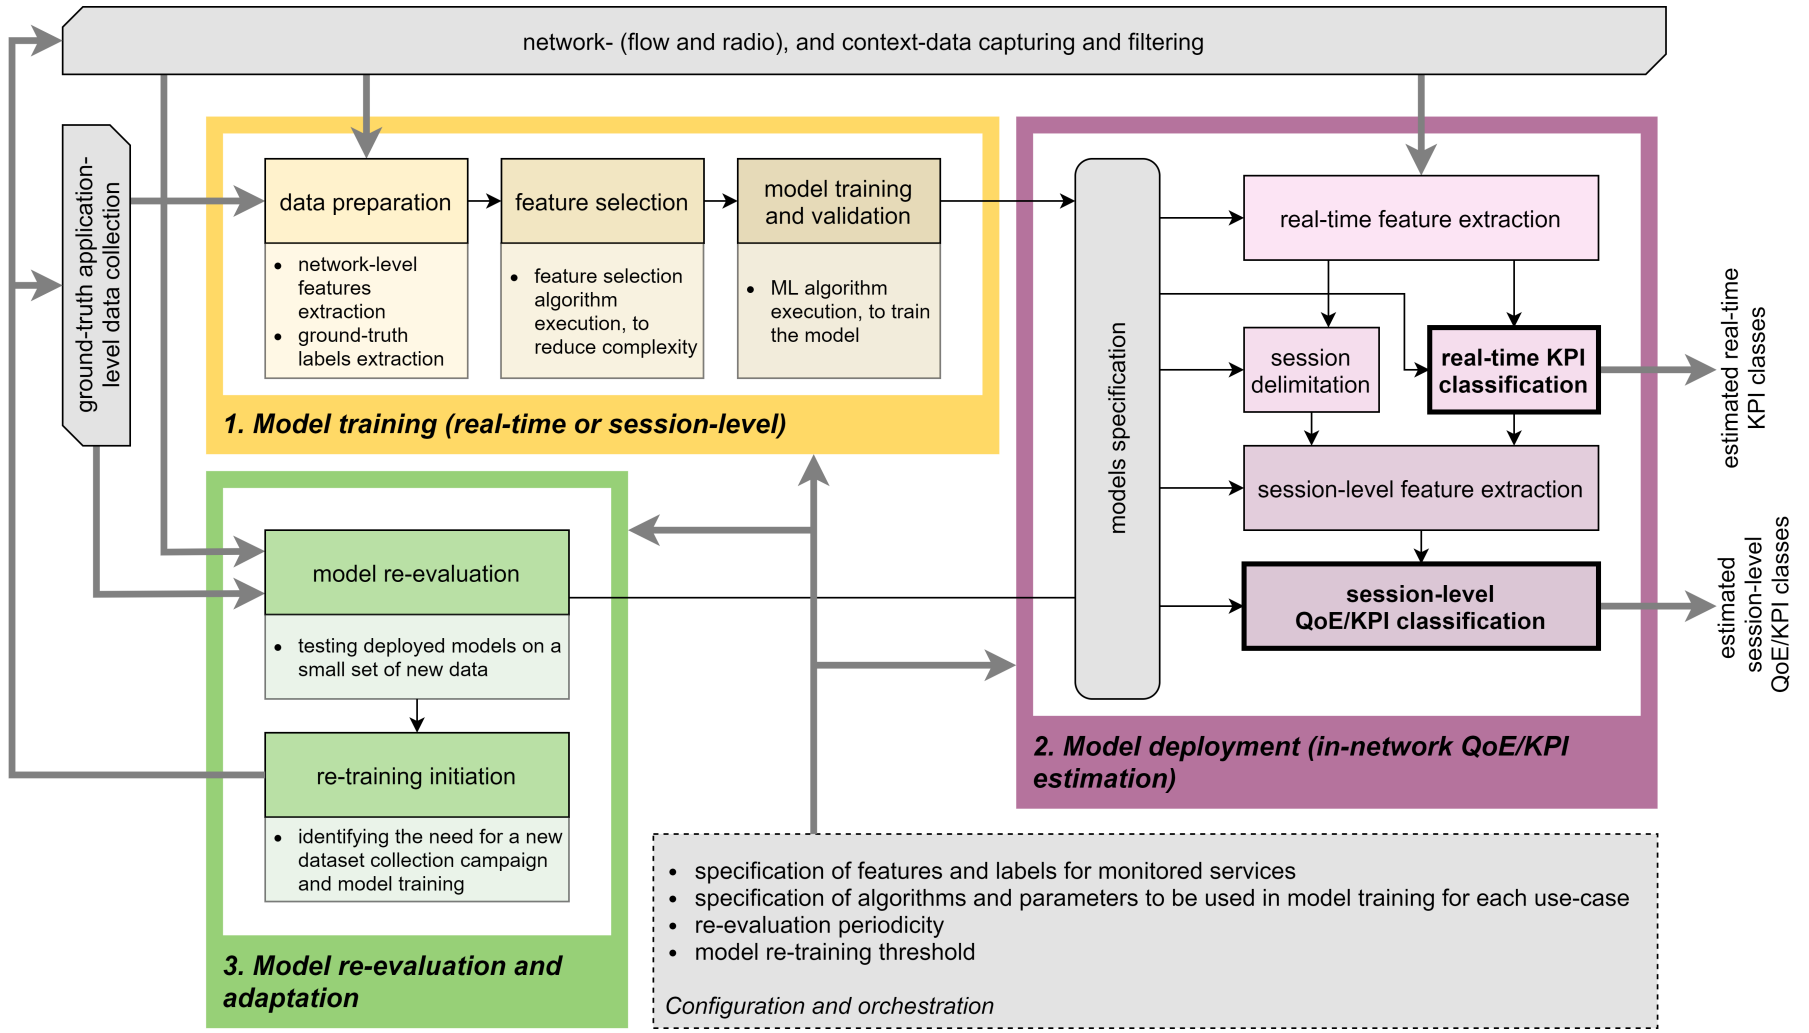 network- (flow and radio), and context-data capturing and filtering
ground-truth application-
level data collection
data preparation
• network-level
features
extraction
• ground-truth
labels extraction
feature selection
• feature selection
algorithm
execution, to
reduce complexity
model training
and validation
• ML algorithm
execution, to train
the model
1. Model training (real-time or session-level)
models specification
real-time feature extraction
session
delimitation
real-time KPI
classification
session-level feature extraction
session-level
QoE/KPI classification
2. Model deployment (in-network QoE/KPI
estimation)
estimated real-time
KPI classes
estimated
session-level
QoE/KPI classes
model re-evaluation
• testing deployed models on a
small set of new data
re-training initiation
• identifying the need for a new
dataset collection campaign
and model training
3. Model re-evaluation and
adaptation
• specification of features and labels for monitored services
• specification of algorithms and parameters to be used in model training for each use-case
• re-evaluation periodicity
• model re-training threshold
Configuration and orchestration